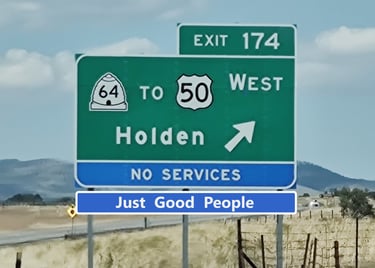 EXIT 174
64 TO 50 WEST
Holden
NO SERVICES
Just Good People